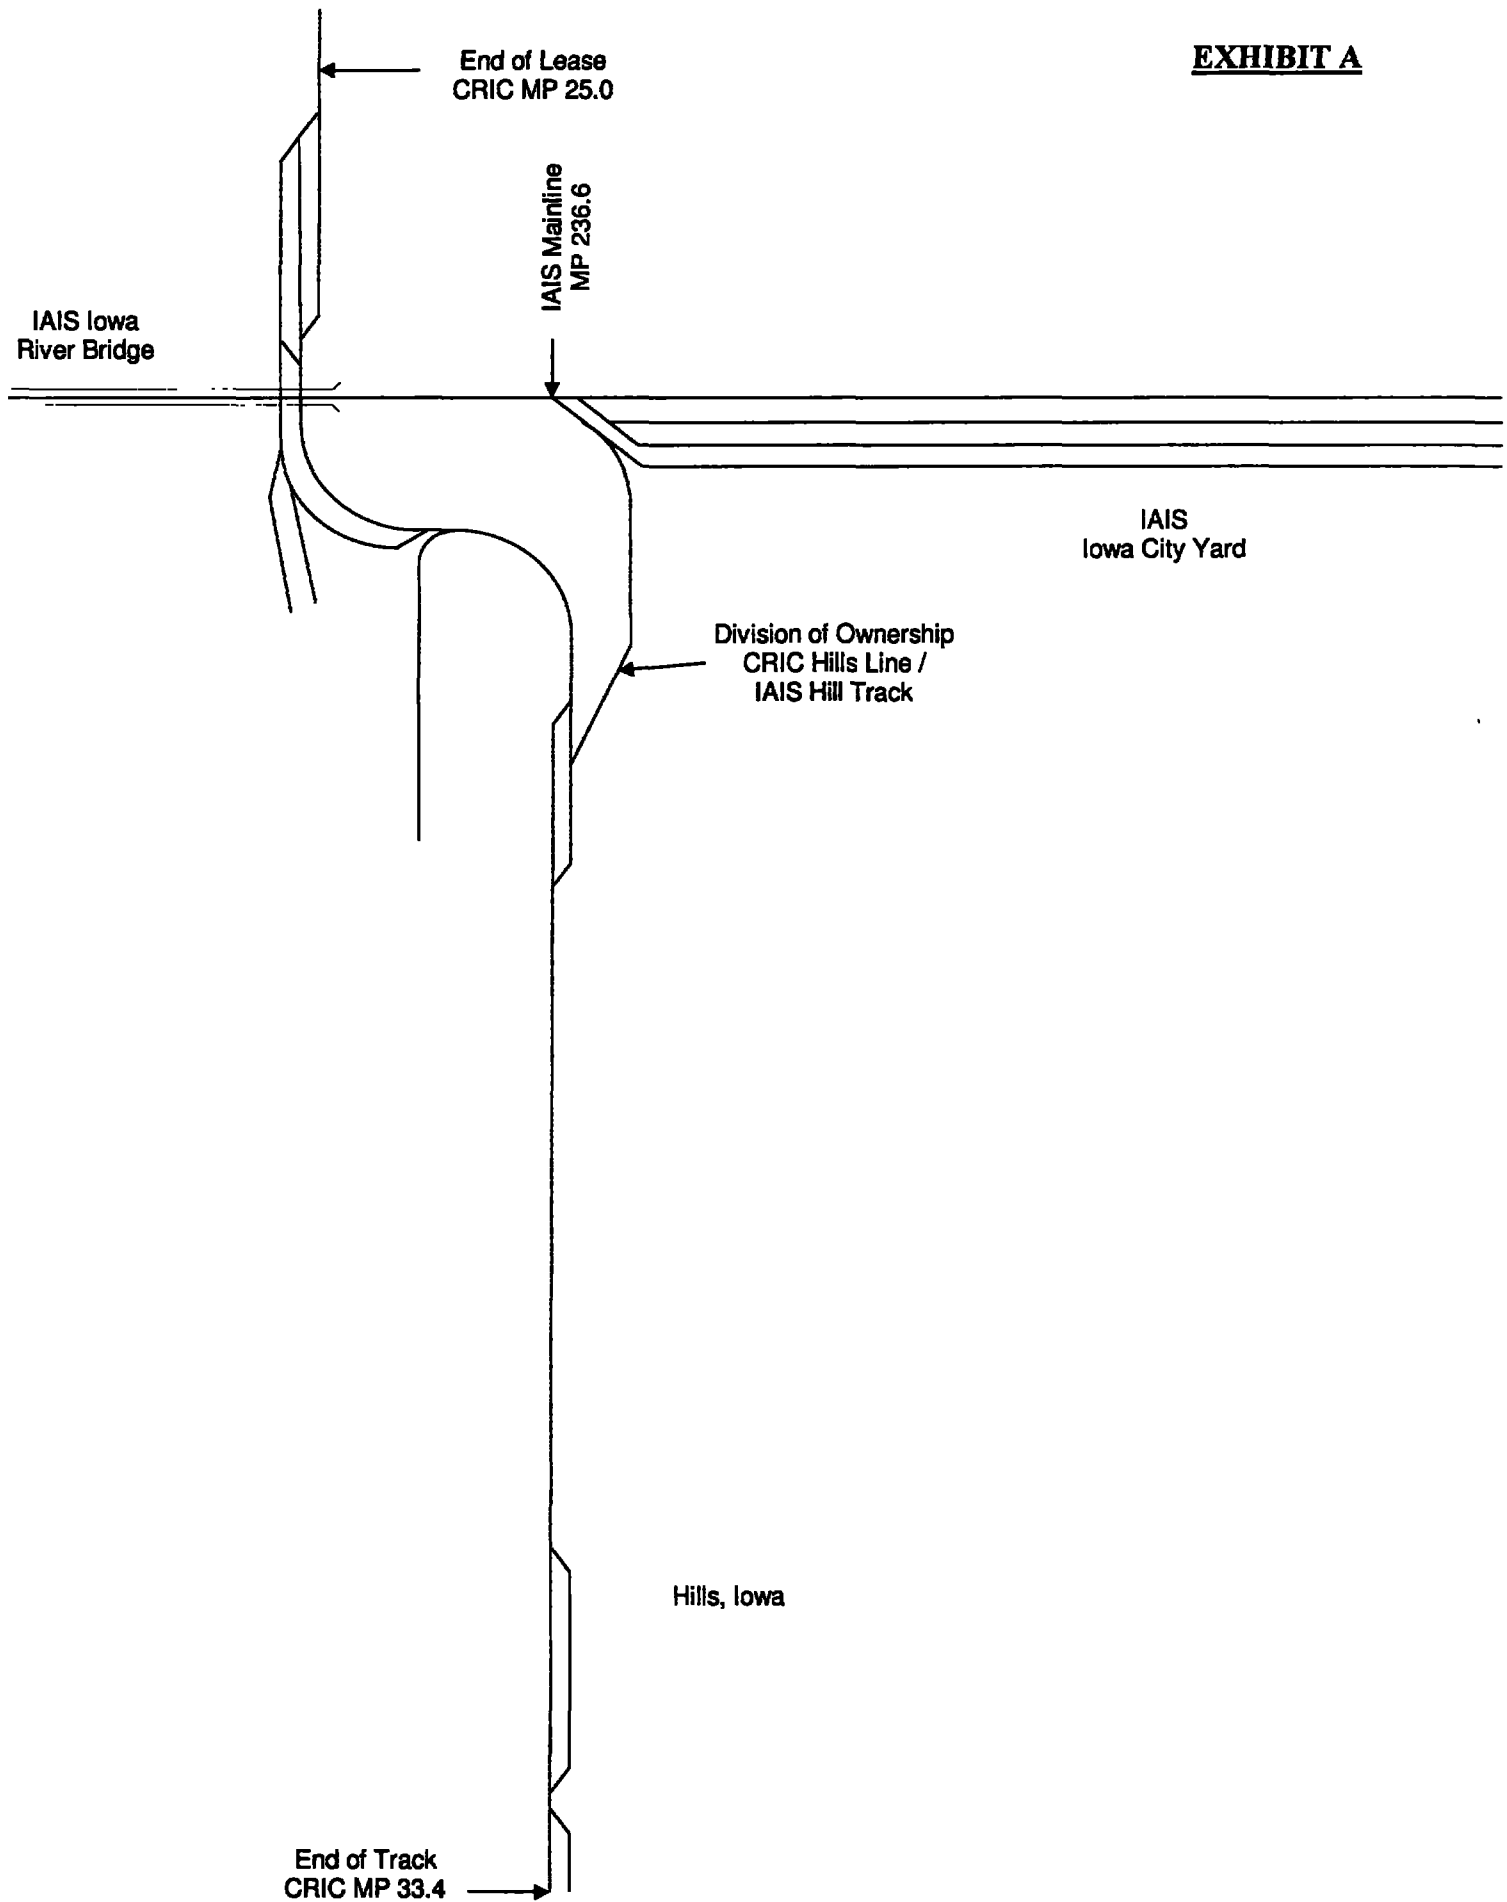 EXHIBIT A
End of Lease
CRIC MP 25.0
IAIS Mainline
MP 236.6
IAIS Iowa
River Bridge
IAIS
Iowa City Yard
Division of Ownership
CRIC Hills Line /
IAIS Hill Track
Hills, Iowa
End of Track
CRIC MP 33.4